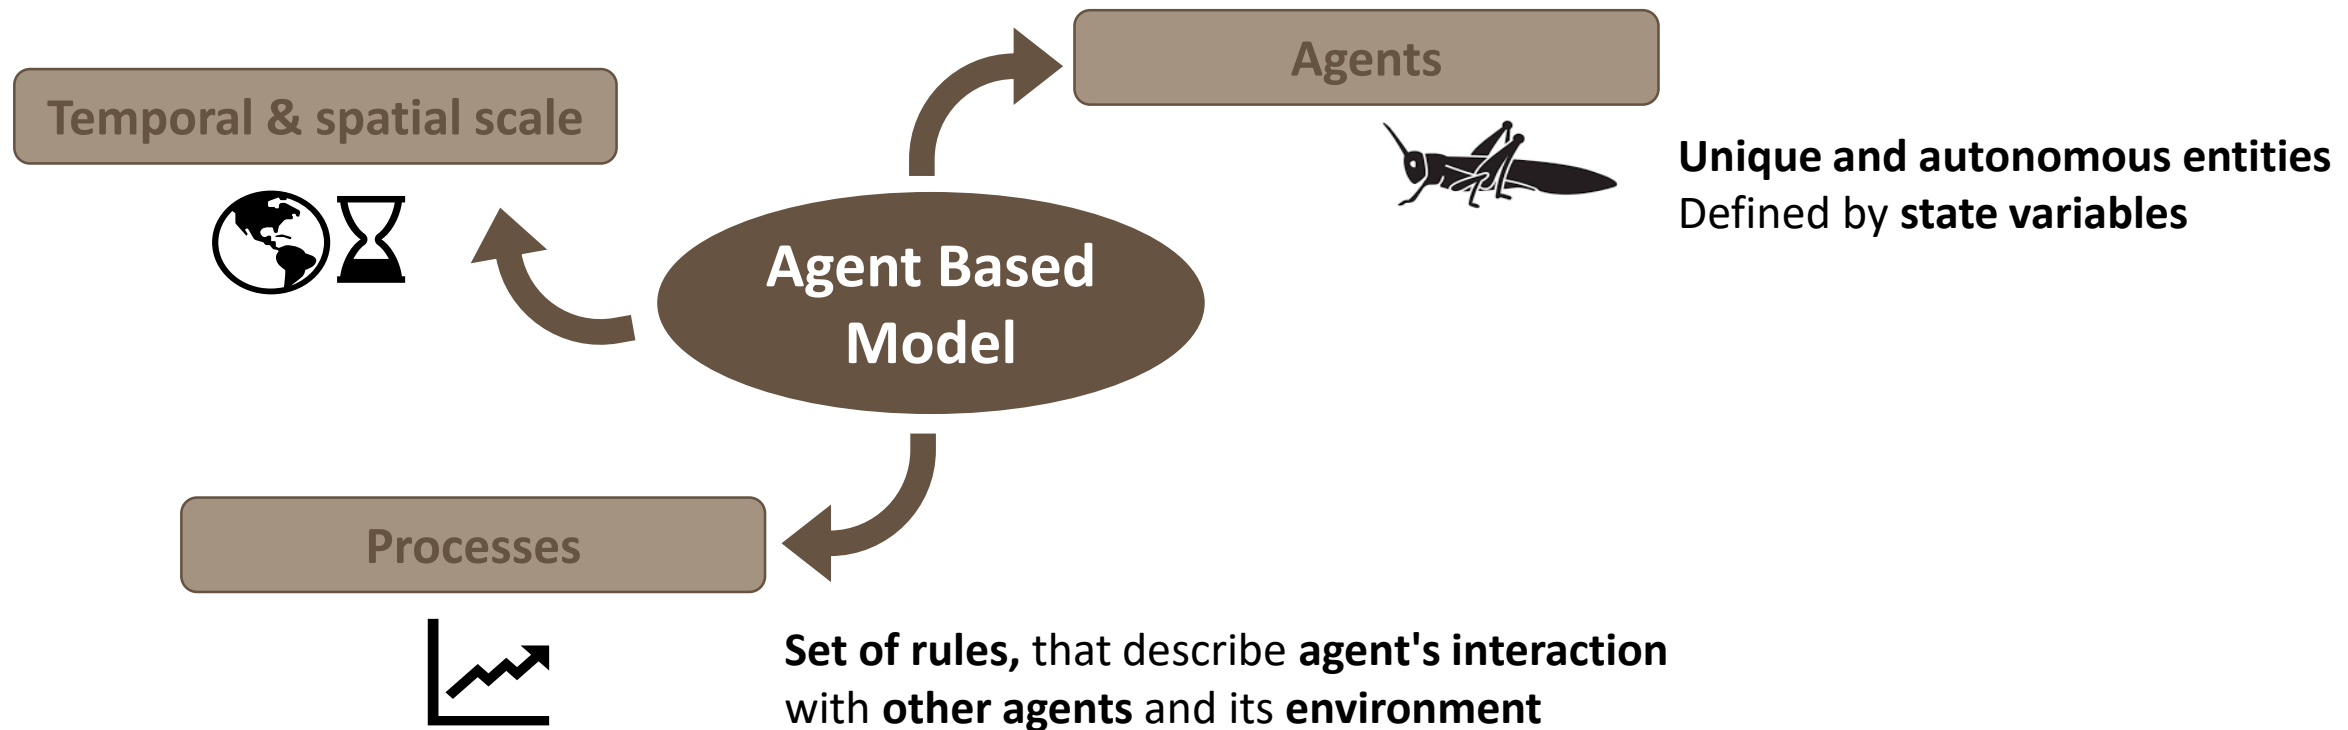 Agents
Temporal & spatial scale
Unique and autonomous entities
Defined by state variables
Agent Based
Model
Processes
Set of rules, that describe agent's interaction
with other agents and its environment